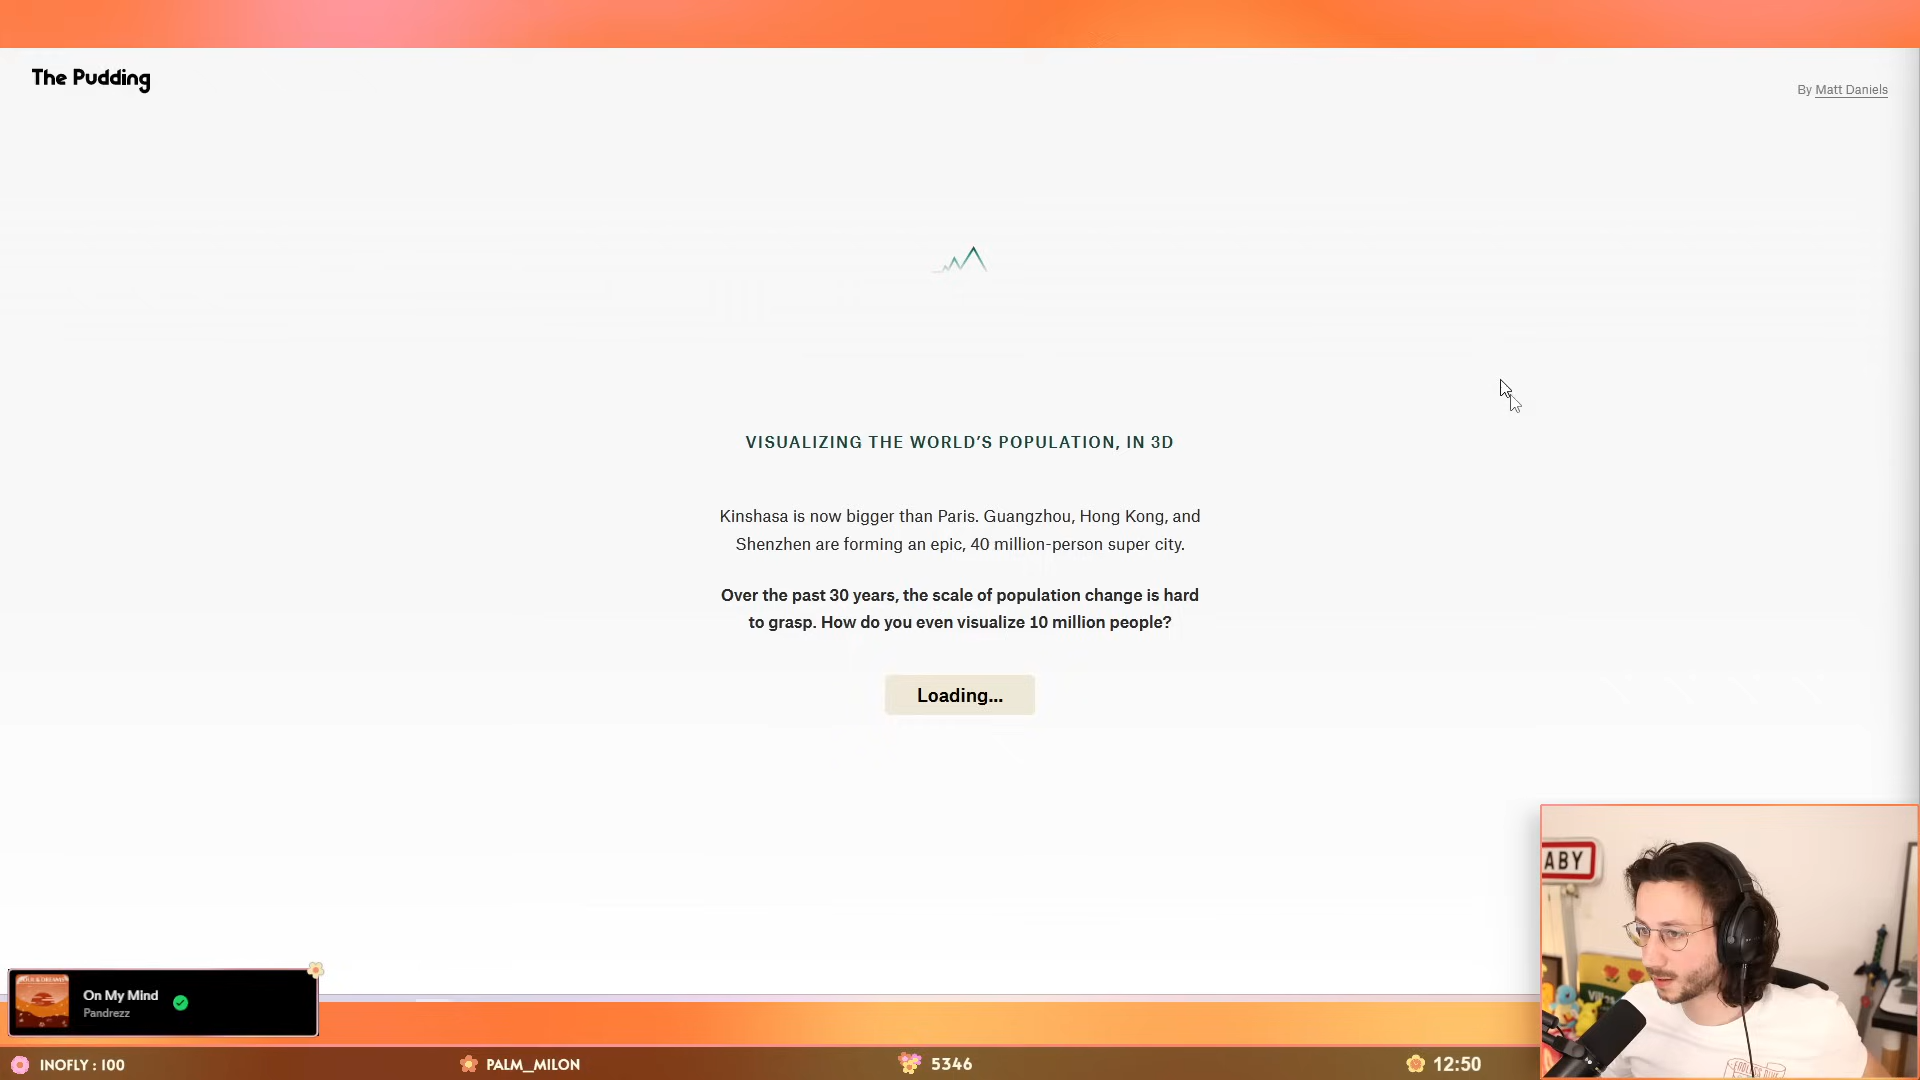 The Pudding
By Matt Daniels
VISUALIZING THE WORLD’S POPULATION, IN 3D
Kinshasa is now bigger than Paris. Guangzhou, Hong Kong, and
Shenzhen are forming an epic, 40 million-person super city.
Over the past 30 years, the scale of population change is hard
to grasp. How do you even visualize 10 million people?
Loading...
ABY
On My Mind
Pandrezz
INOFLY : 100
PALM_MILON
5346
12:50